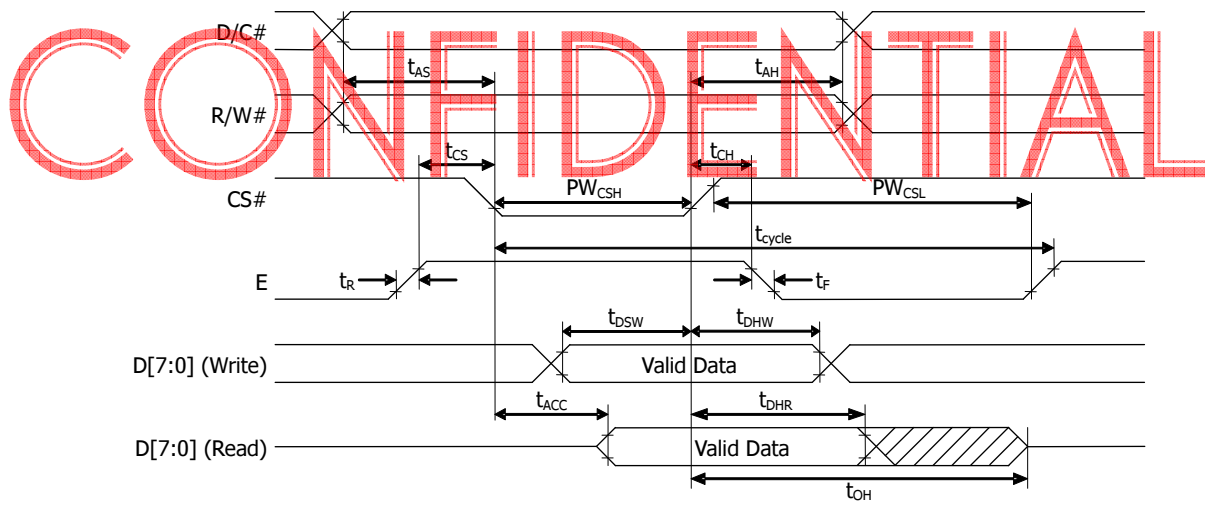 CONFIDENTIAL
D/C#
tAS tAH
R/W#
tCS tCH
CS# PWCSH PWCSL
tcycle
E tR tF
tDSW tDHW
D[7:0] (Write) Valid Data
tACC tDHR
D[7:0] (Read) Valid Data
tOH